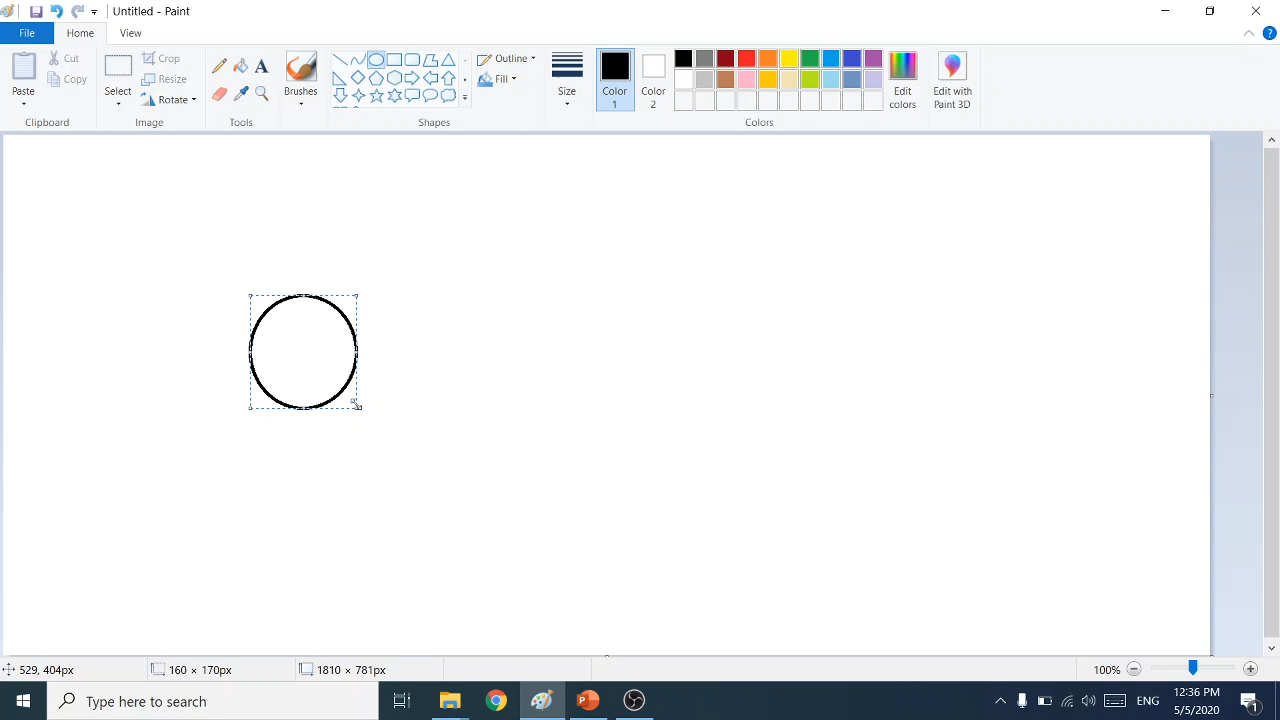 Untitled - Paint
File Home View
Paste
Cut
Copy
Clipboard
Select
Crop
Resize
Rotate
Image
A
Tools
Brushes
Shapes
Outline
Fill
Size
Color 1
Color 2
Colors
Edit colors
Edit with Paint 3D
529, 404px 160 × 170px 1810 × 781px 100%
Type here to search
ENG
12:36 PM
5/5/2020
1